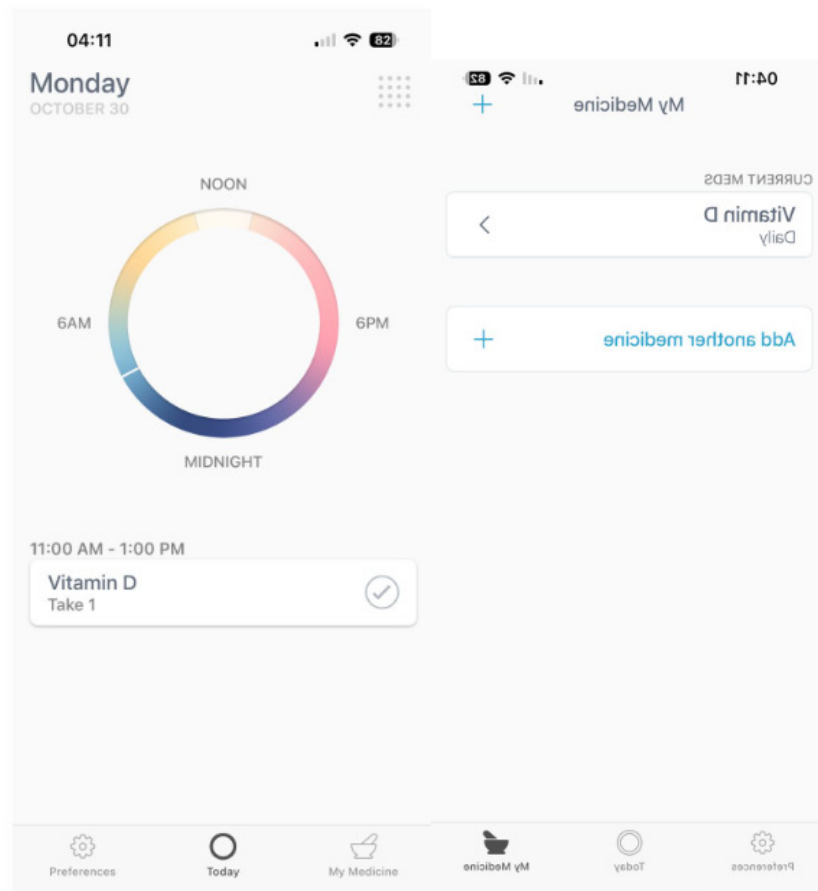 04:11
82
Monday
OCTOBER 30
NOON
6AM
6PM
MIDNIGHT
11:00 AM - 1:00 PM
Vitamin D
Take 1
Preferences
Today
My Medicine
04:11
82
My Medicine
CURRENT MEDS
Vitamin D
Daily
Add another medicine
Preferences
Today
My Medicine